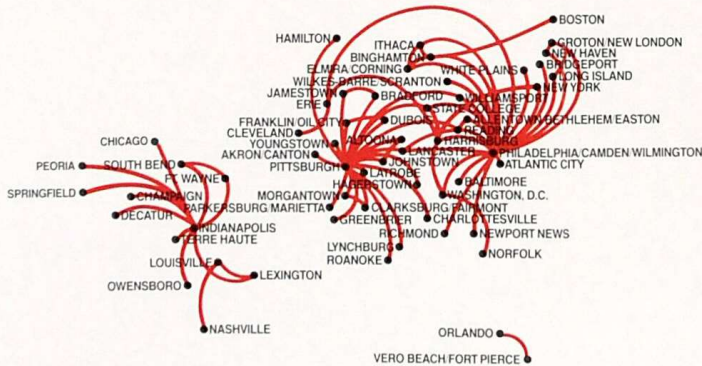 BOSTON
HAMILTON
ITHACA
GROTON NEW LONDON
BINGHAMTON
NEW HAVEN
BRIDGEPORT
ELMIRA/CORNING
WHITE PLAINS
LONG ISLAND
WILKES-BARRE/SCRANTON
NEW YORK
JAMESTOWN
BRADFORD
WILLIAMSPORT
ERIE
STATE COLLEGE
FRANKLIN/OIL CITY
DUBOIS
ALLENTOWN/BETHLEHEM/EASTON
CLEVELAND
READING
CHICAGO
YOUNGSTOWN
ALTOONA
HARRISBURG
AKRON/CANTON
LANCASTER
PHILADELPHIA/CAMDEN/WILMINGTON
PEORIA
SOUTH BEND
PITTSBURGH
JOHNSTOWN
ATLANTIC CITY
FT. WAYNE
LATROBE
HAGERSTOWN
BALTIMORE
SPRINGFIELD
CHAMPAIGN
MORGANTOWN
WASHINGTON, D.C.
PARKERSBURG/MARIETTA
CLARKSBURG/FAIRMONT
DECATUR
GREENBRIER
CHARLOTTESVILLE
INDIANAPOLIS
RICHMOND
NEWPORT NEWS
TERRE HAUTE
LYNCHBURG
NORFOLK
LOUISVILLE
ROANOKE
LEXINGTON
OWENSBORO
NASHVILLE
ORLANDO
VERO BEACH/FORT PIERCE